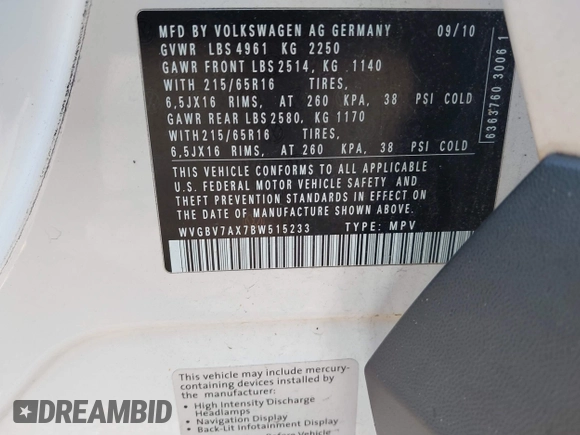 MFD BY VOLKSWAGEN AG GERMANY 09/10
GVWR LBS 4961 KG 2250
GAWR FRONT LBS 2514, KG .1140
WITH 215/65R16 TIRES,
6,5JX16 RIMS, AT 260 KPA, 38 PSI COLD
GAWR REAR LBS 2580, KG 1170
WITH 215/65R16 TIRES,
6,5JX16 RIMS, AT 260 KPA, 38 PSI COLD
THIS VEHICLE CONFORMS TO ALL APPLICABLE
U.S. FEDERAL MOTOR VEHICLE SAFETY AND
THEFT PREVENTION STANDARDS IN EFFECT ON
THE DATE OF MANUFACTURE SHOWN ABOVE.
WVGBV7AX7BW515233 TYPE: MPV
6363760 3006 1
This vehicle may include mercury-
containing devices installed by
the manufacturer:
• High Intensity Discharge
Headlamps
• Navigation Display
• Back-Lit Infotainment Display
Before Vehicle
DREAMBID